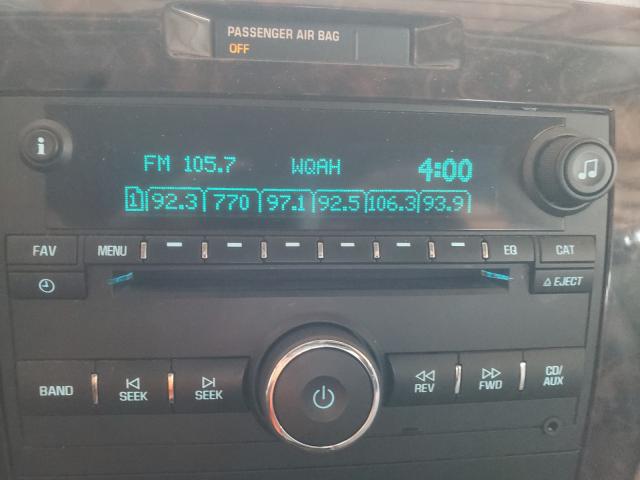 PASSENGER AIR BAG
OFF
i
FM 105.7 WQAH 4:00
1 92.3 770 97.1 92.5 106.3 93.9
FAV MENU EQ CAT
EJECT
BAND SEEK SEEK REV FWD CD/
AUX